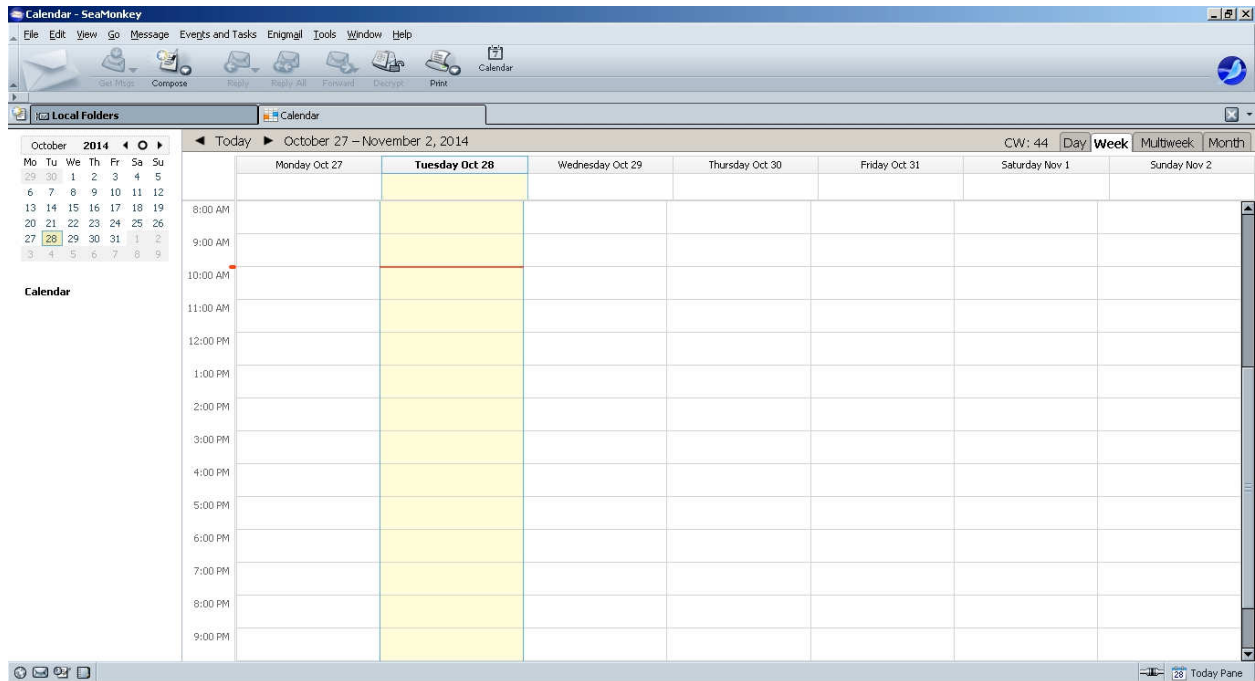 Calendar - SeaMonkey
File Edit View Go Message Events and Tasks Enigmail Tools Window Help
7
Get Msgs Compose Reply Reply All Forward Decrypt Print Calendar
Local Folders Calendar
October 2014
Mo Tu We Th Fr Sa Su
29 30 1 2 3 4 5
6 7 8 9 10 11 12
13 14 15 16 17 18 19
20 21 22 23 24 25 26
27 28 29 30 31 1 2
3 4 5 6 7 8 9
Calendar
Today October 27 – November 2, 2014 CW: 44 Day Week Multiweek Month
Monday Oct 27 Tuesday Oct 28 Wednesday Oct 29 Thursday Oct 30 Friday Oct 31 Saturday Nov 1 Sunday Nov 2
8:00 AM
9:00 AM
10:00 AM
11:00 AM
12:00 PM
1:00 PM
2:00 PM
3:00 PM
4:00 PM
5:00 PM
6:00 PM
7:00 PM
8:00 PM
9:00 PM
28 Today Pane